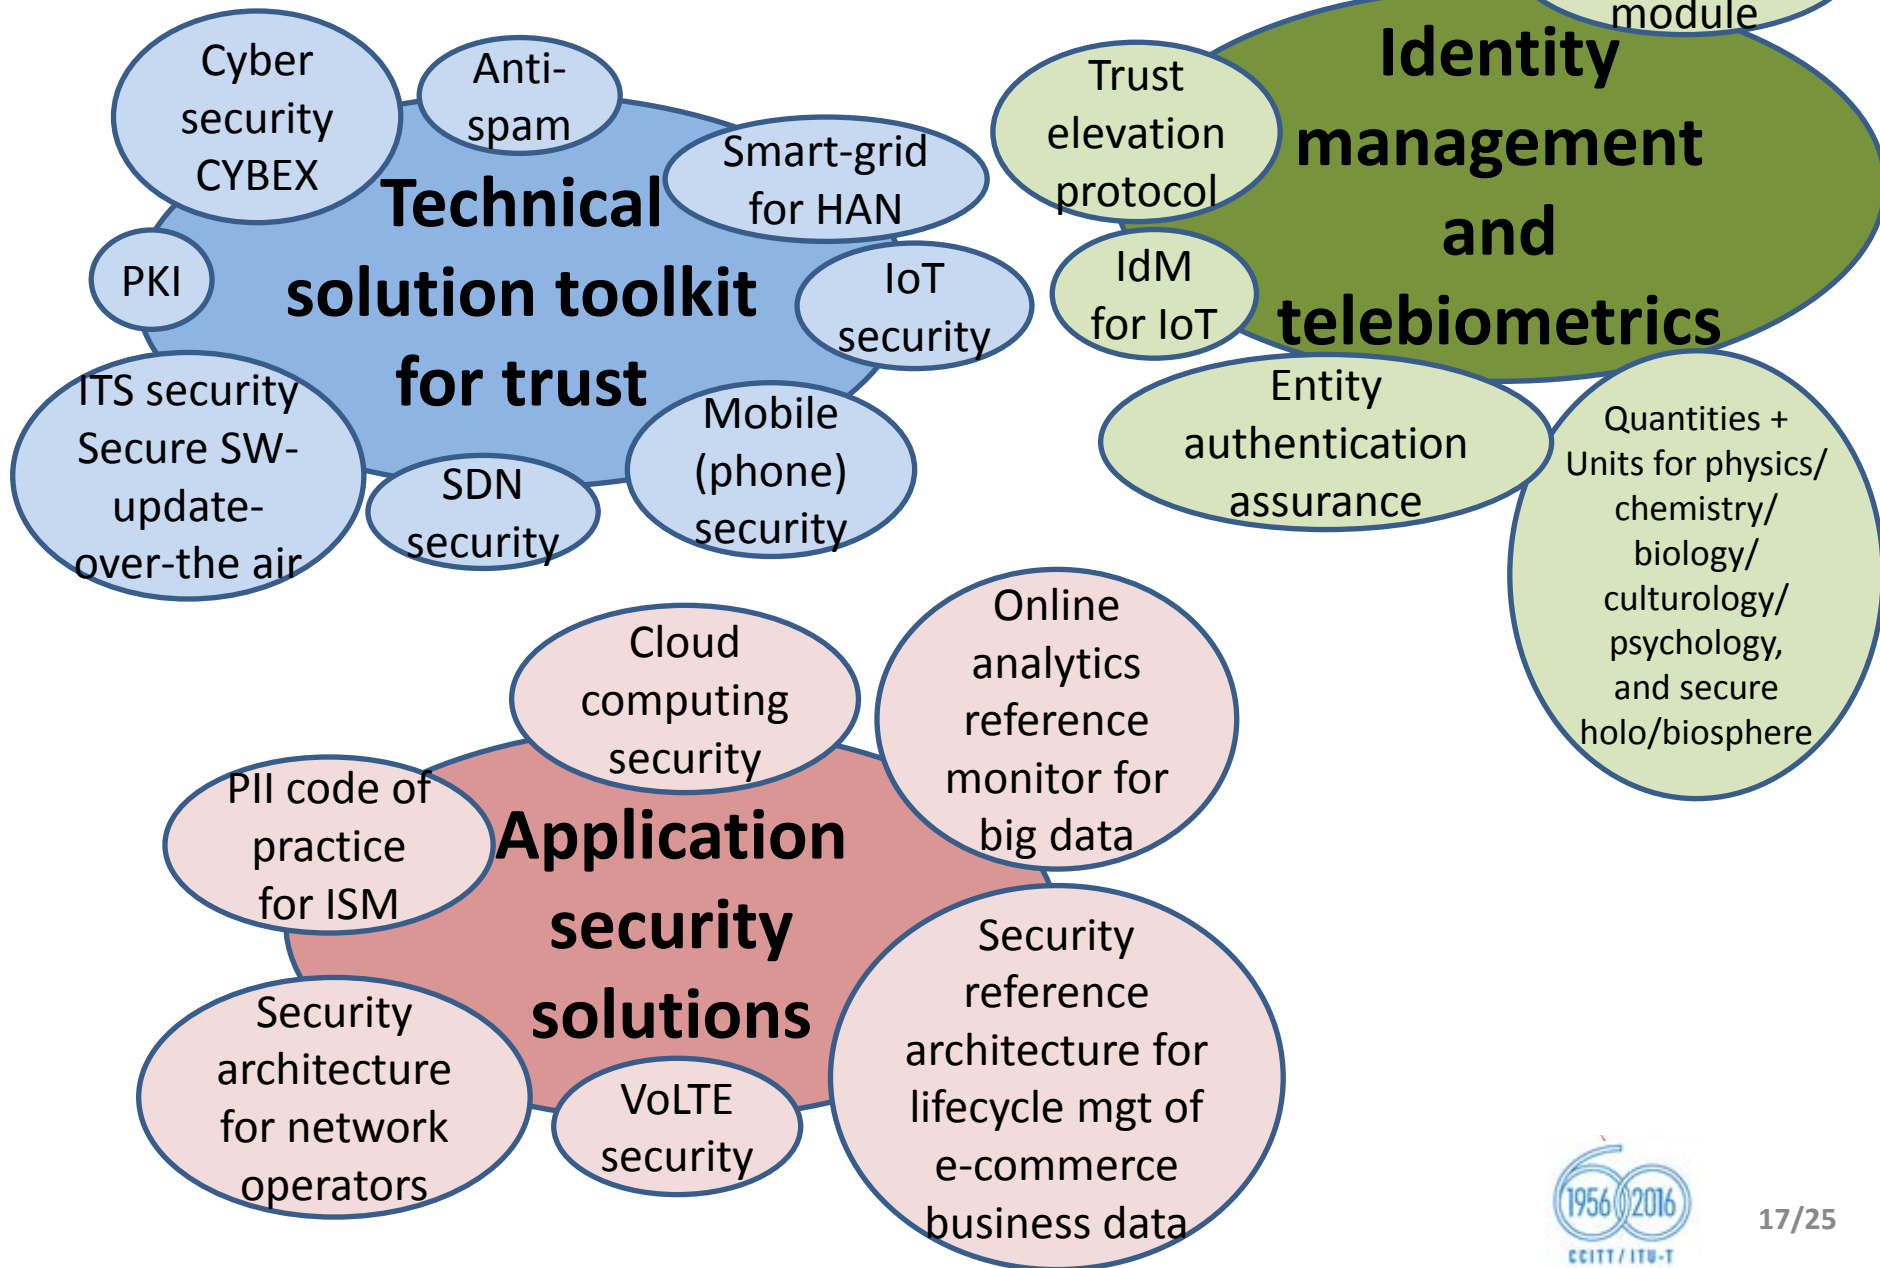 Cyber
security
CYBEX
Anti-
spam
Smart-grid
for HAN
Technical
solution toolkit
for trust
PKI
IoT
security
ITS security
Secure SW-
update-
over-the air
SDN
security
Mobile
(phone)
security
module
Identity
management
and
telebiometrics
Trust
elevation
protocol
IdM
for IoT
Entity
authentication
assurance
Quantities +
Units for physics/
chemistry/
biology/
culturology/
psychology,
and secure
holo/biosphere
Cloud
computing
security
Online
analytics
reference
monitor for
big data
PII code of
practice
for ISM
Application
security
solutions
Security
architecture
for network
operators
VoLTE
security
Security
reference
architecture for
lifecycle mgt of
e-commerce
business data
60
1956 2016
CCITT / ITU-T
17/25